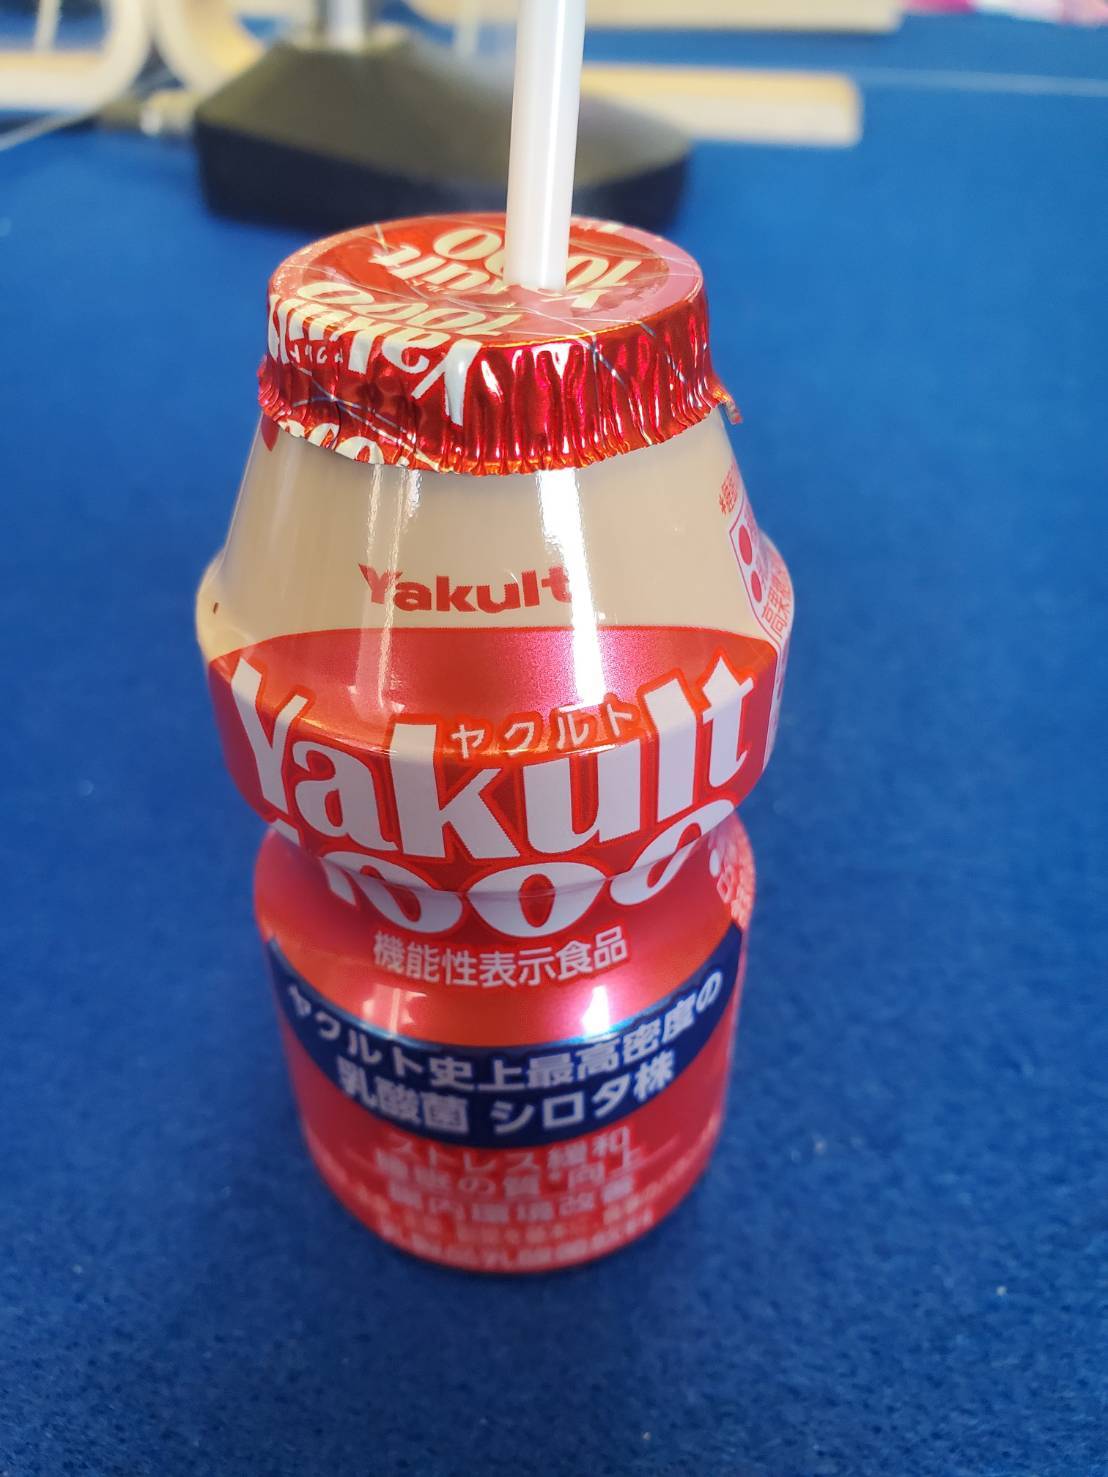 Yakult
1000
Yakult
ヤクルト
Yakult
1000
機能性表示食品
ヤクルト史上最高密度の
乳酸菌 シロタ株
ストレス緩和
睡眠の質*向上
腸内環境改善